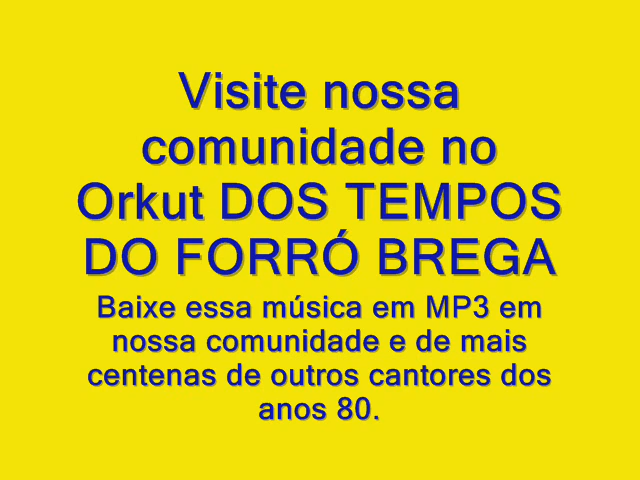 Visite nossa
comunidade no
Orkut DOS TEMPOS
DO FORRÓ BREGA
Baixe essa música em MP3 em
nossa comunidade e de mais
centenas de outros cantores dos
anos 80.